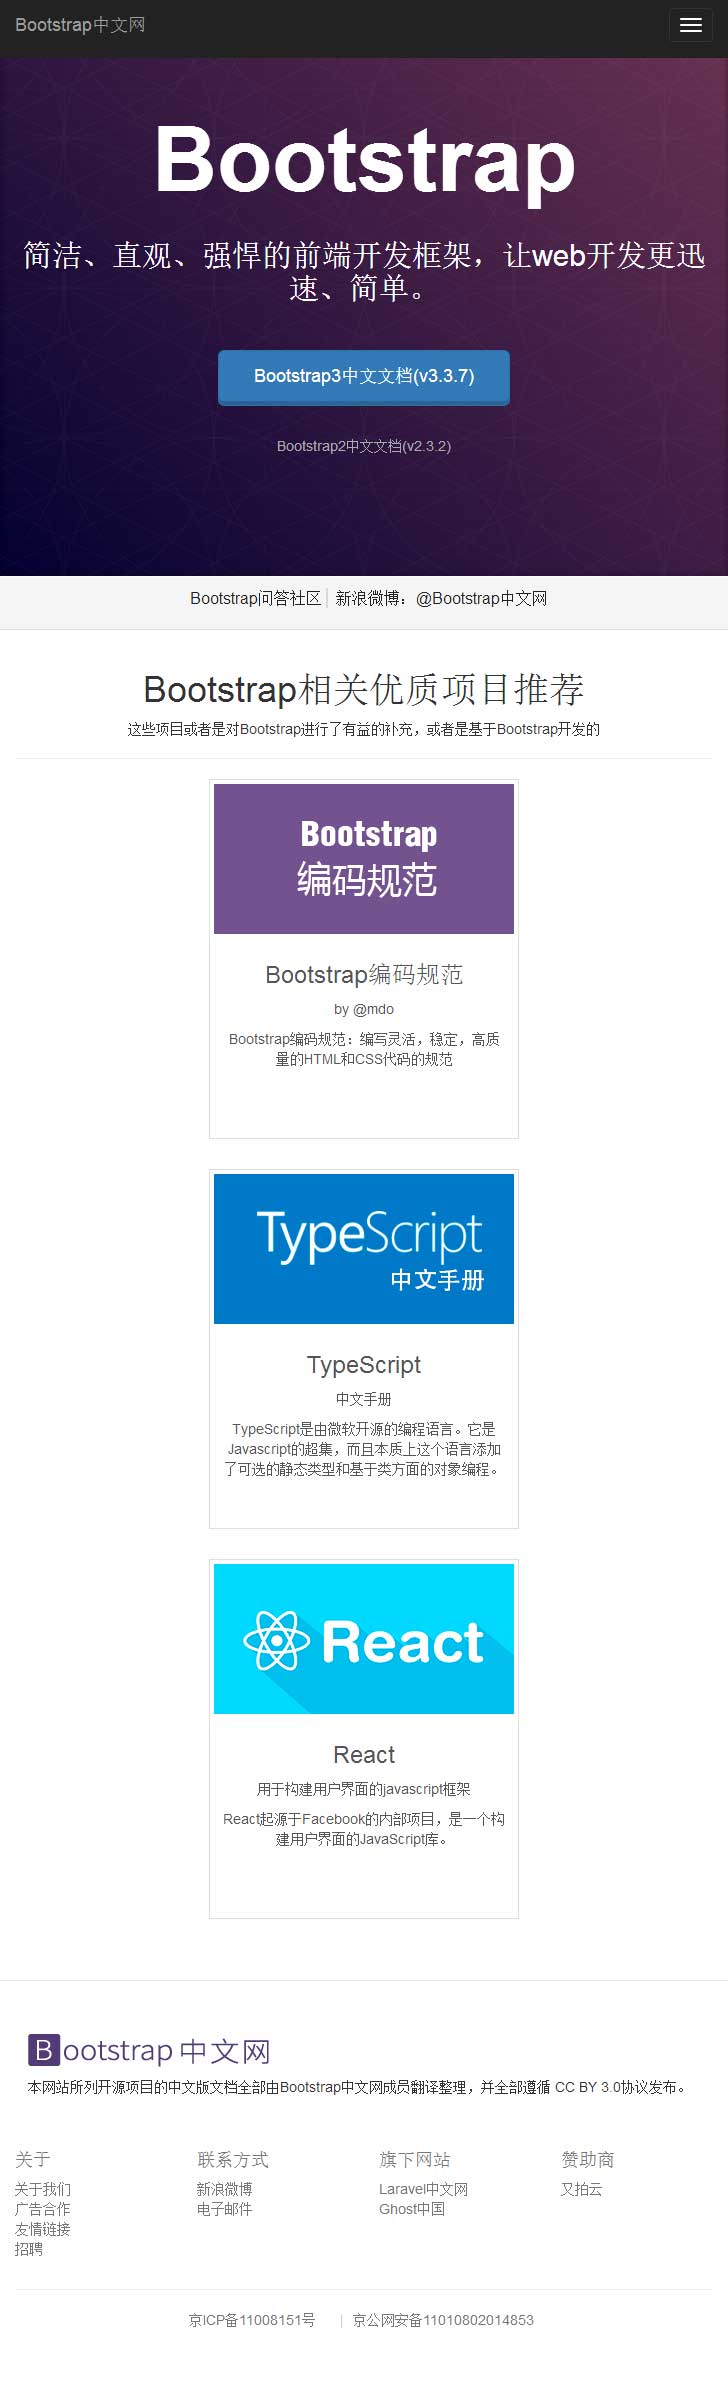 Bootstrap中文网
Bootstrap
简洁、直观、强悍的前端开发框架，让web开发更迅
速、简单。
Bootstrap3中文文档(v3.3.7)
Bootstrap2中文文档(v2.3.2)
Bootstrap问答社区 | 新浪微博：@Bootstrap中文网
Bootstrap相关优质项目推荐
这些项目或者是对Bootstrap进行了有益的补充，或者是基于Bootstrap开发的
Bootstrap
编码规范
Bootstrap编码规范
by @mdo
Bootstrap编码规范：编写灵活，稳定，高质
量的HTML和CSS代码的规范
TypeScript
中文手册
TypeScript
中文手册
TypeScript是由微软开源的编程语言。它是
Javascript的超集，而且本质上这个语言添加
了可选的静态类型和基于类方面的对象编程。
React
React
用于构建用户界面的javascript框架
React起源于Facebook的内部项目，是一个构
建用户界面的JavaScript库。
Bootstrap 中文网
本网站所列开源项目的中文版文档全部由Bootstrap中文网成员翻译整理，并全部遵循 CC BY 3.0协议发布。
关于 联系方式 旗下网站 赞助商
关于我们 新浪微博 Laravel中文网 又拍云
广告合作 电子邮件 Ghost中国
友情链接
招聘
京ICP备11008151号 | 京公网安备11010802014853